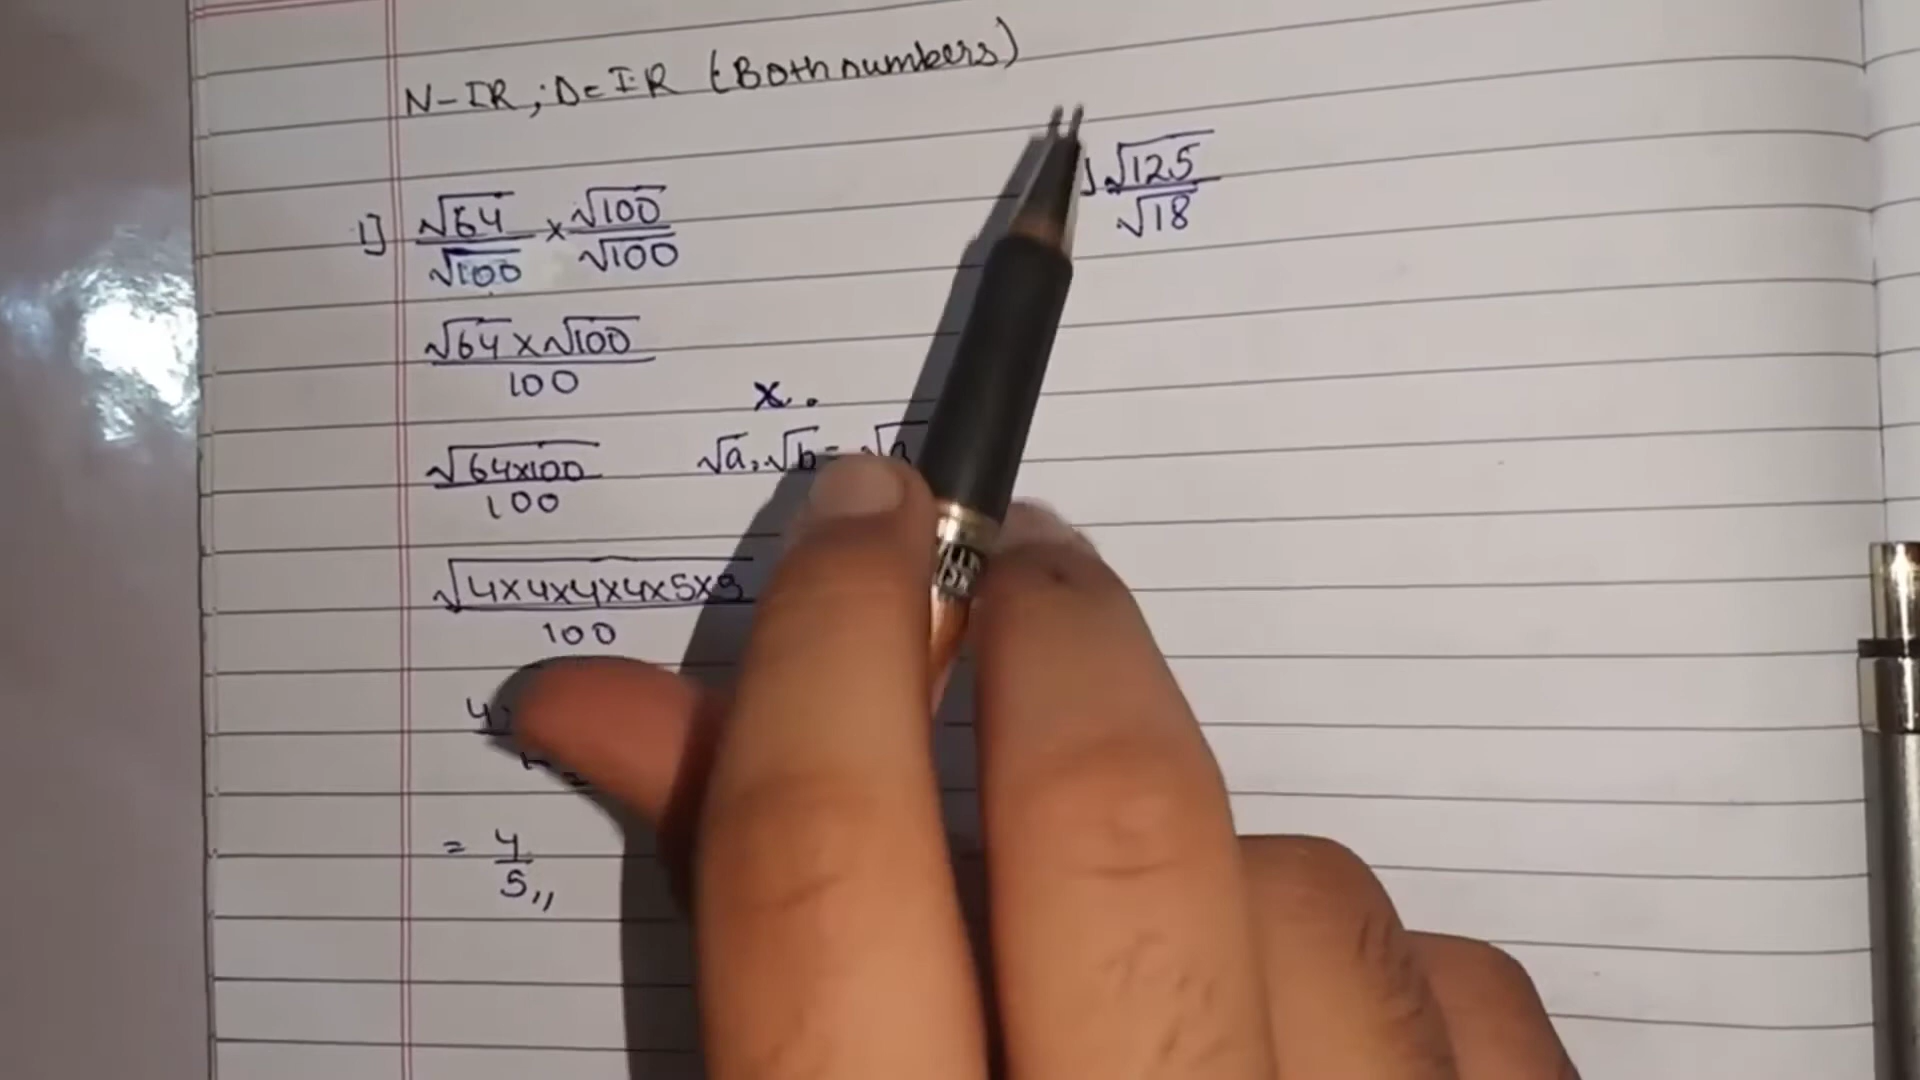 N-IR; D=IR (Both numbers)
1] √64/√100 × √100/√100
√64×√100/100
√64×100/100
x .
√a.√b=√a
√4×4×4×4×5×5/100
4
= 4/5,,
] √125/√18